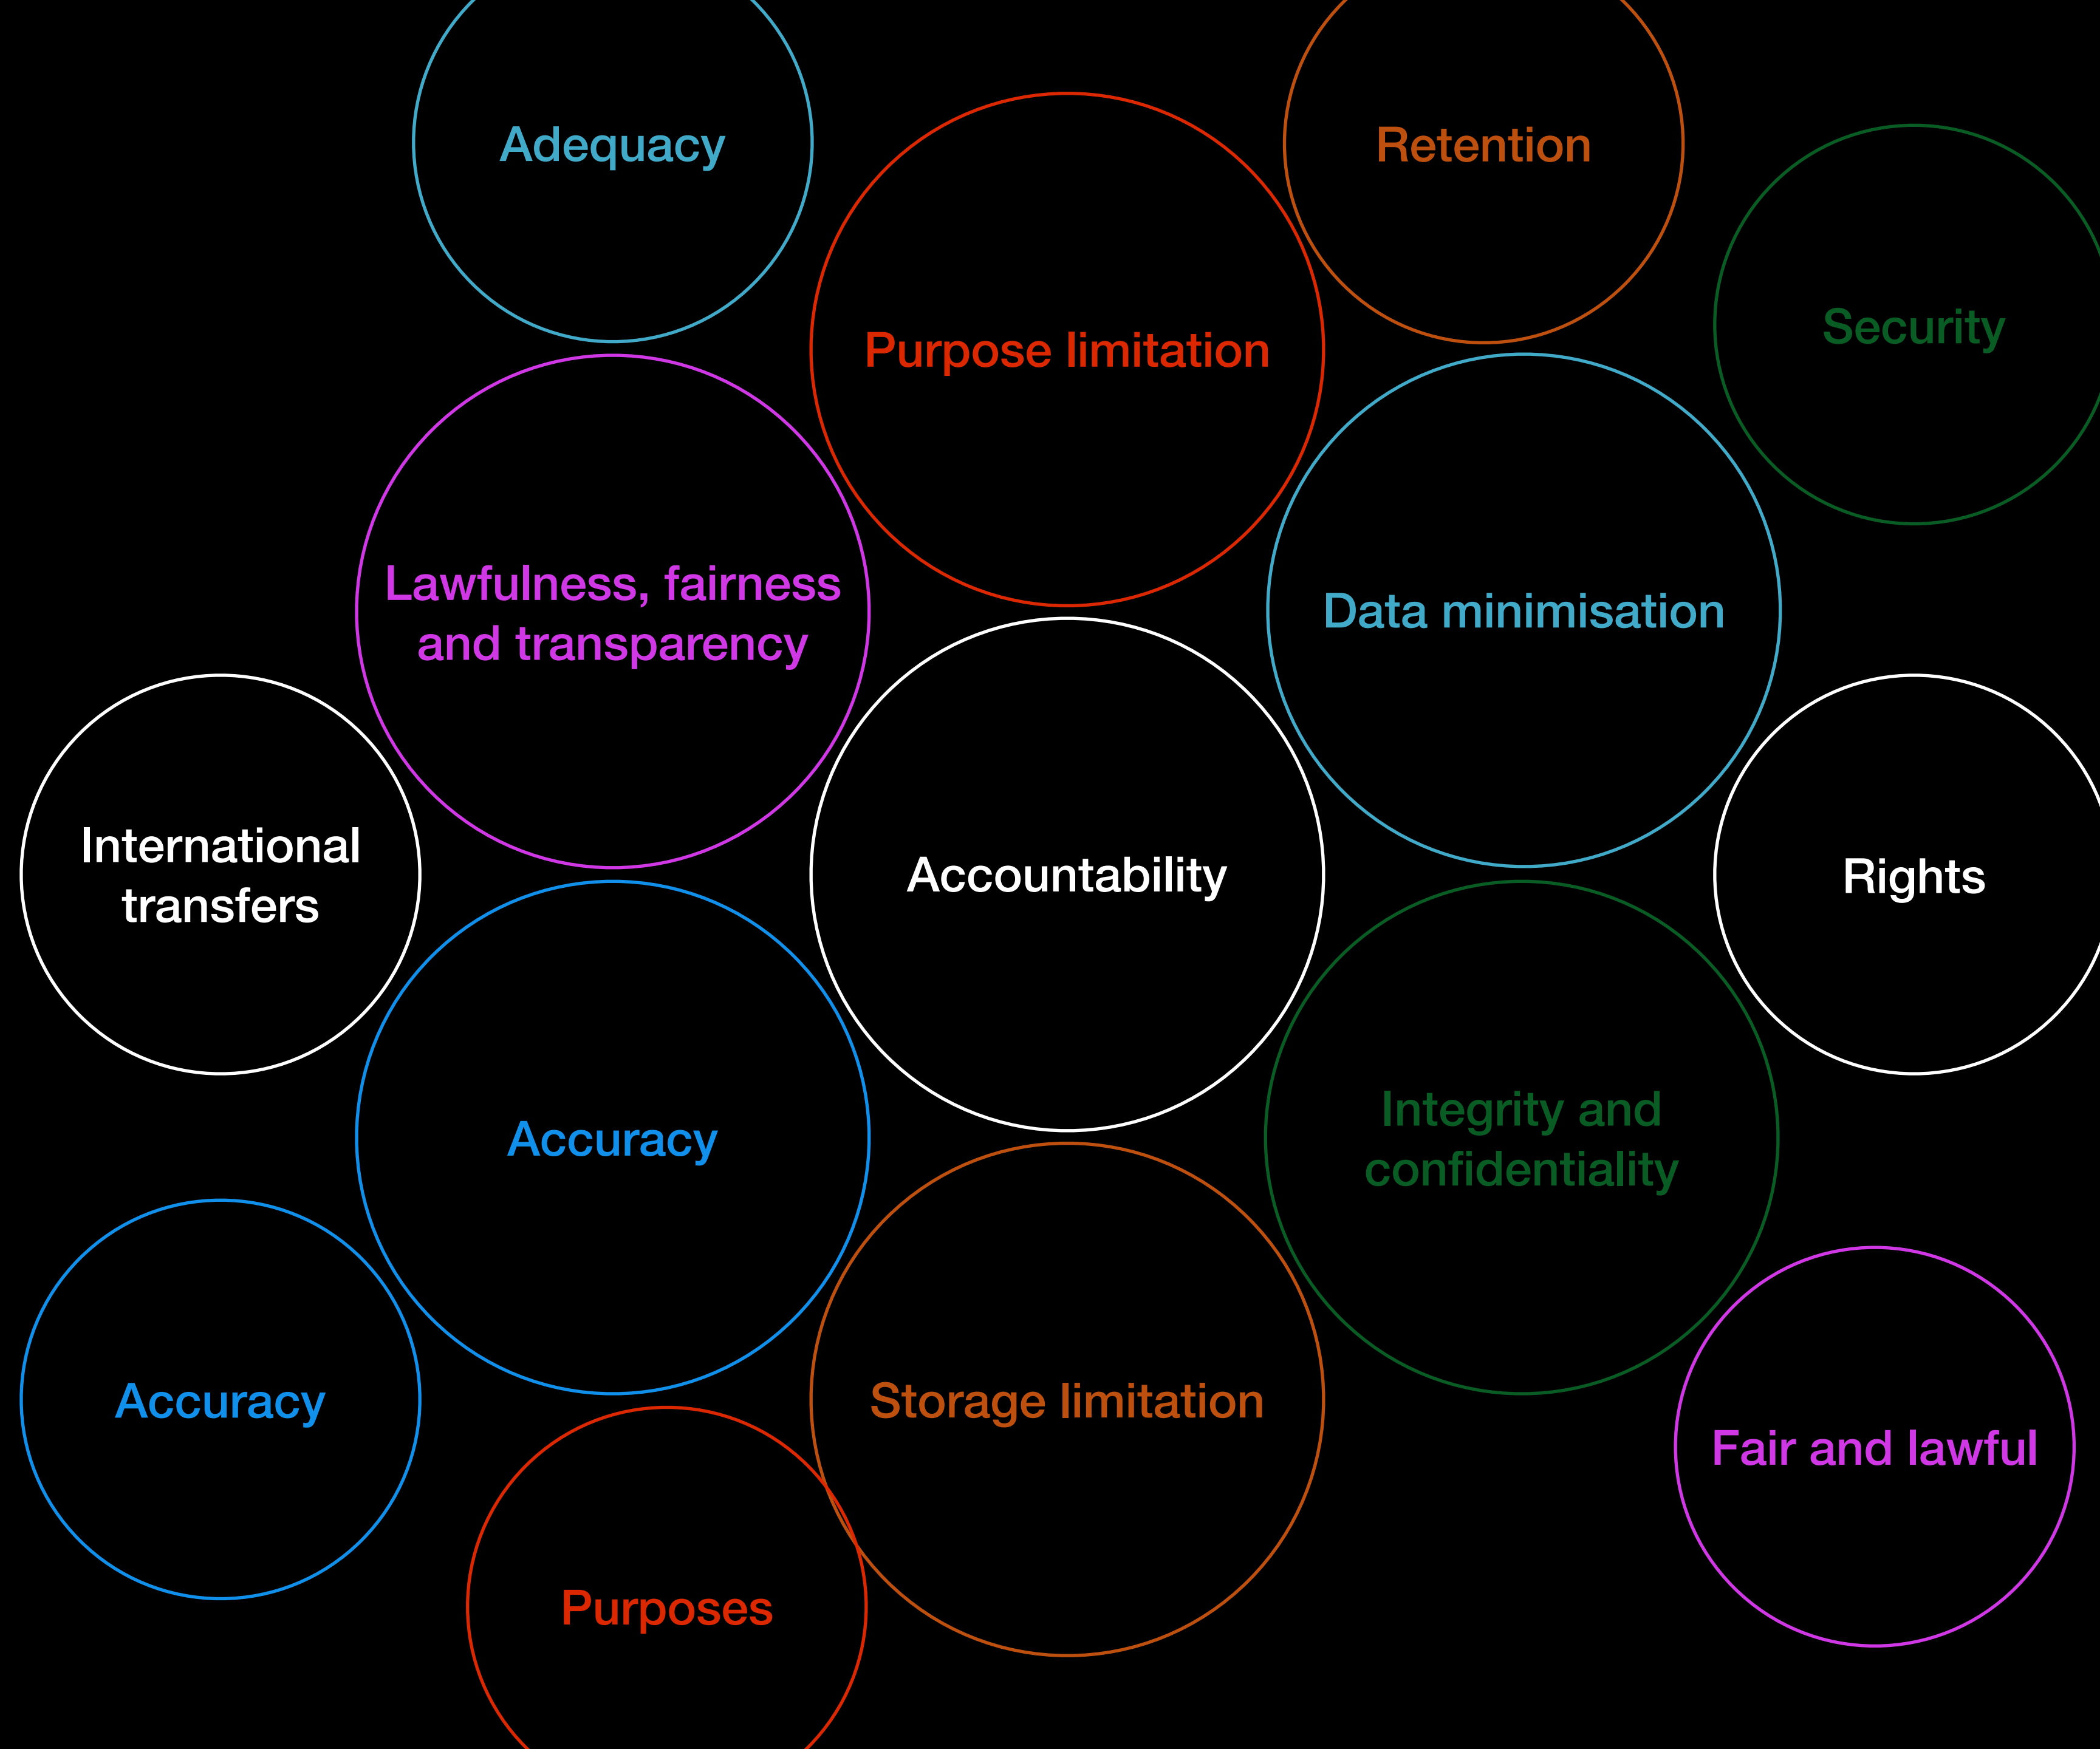 Adequacy
Retention
Security
Purpose limitation
Lawfulness, fairness
and transparency
Data minimisation
International
transfers
Accountability
Rights
Accuracy
Integrity and
confidentiality
Accuracy
Storage limitation
Fair and lawful
Purposes